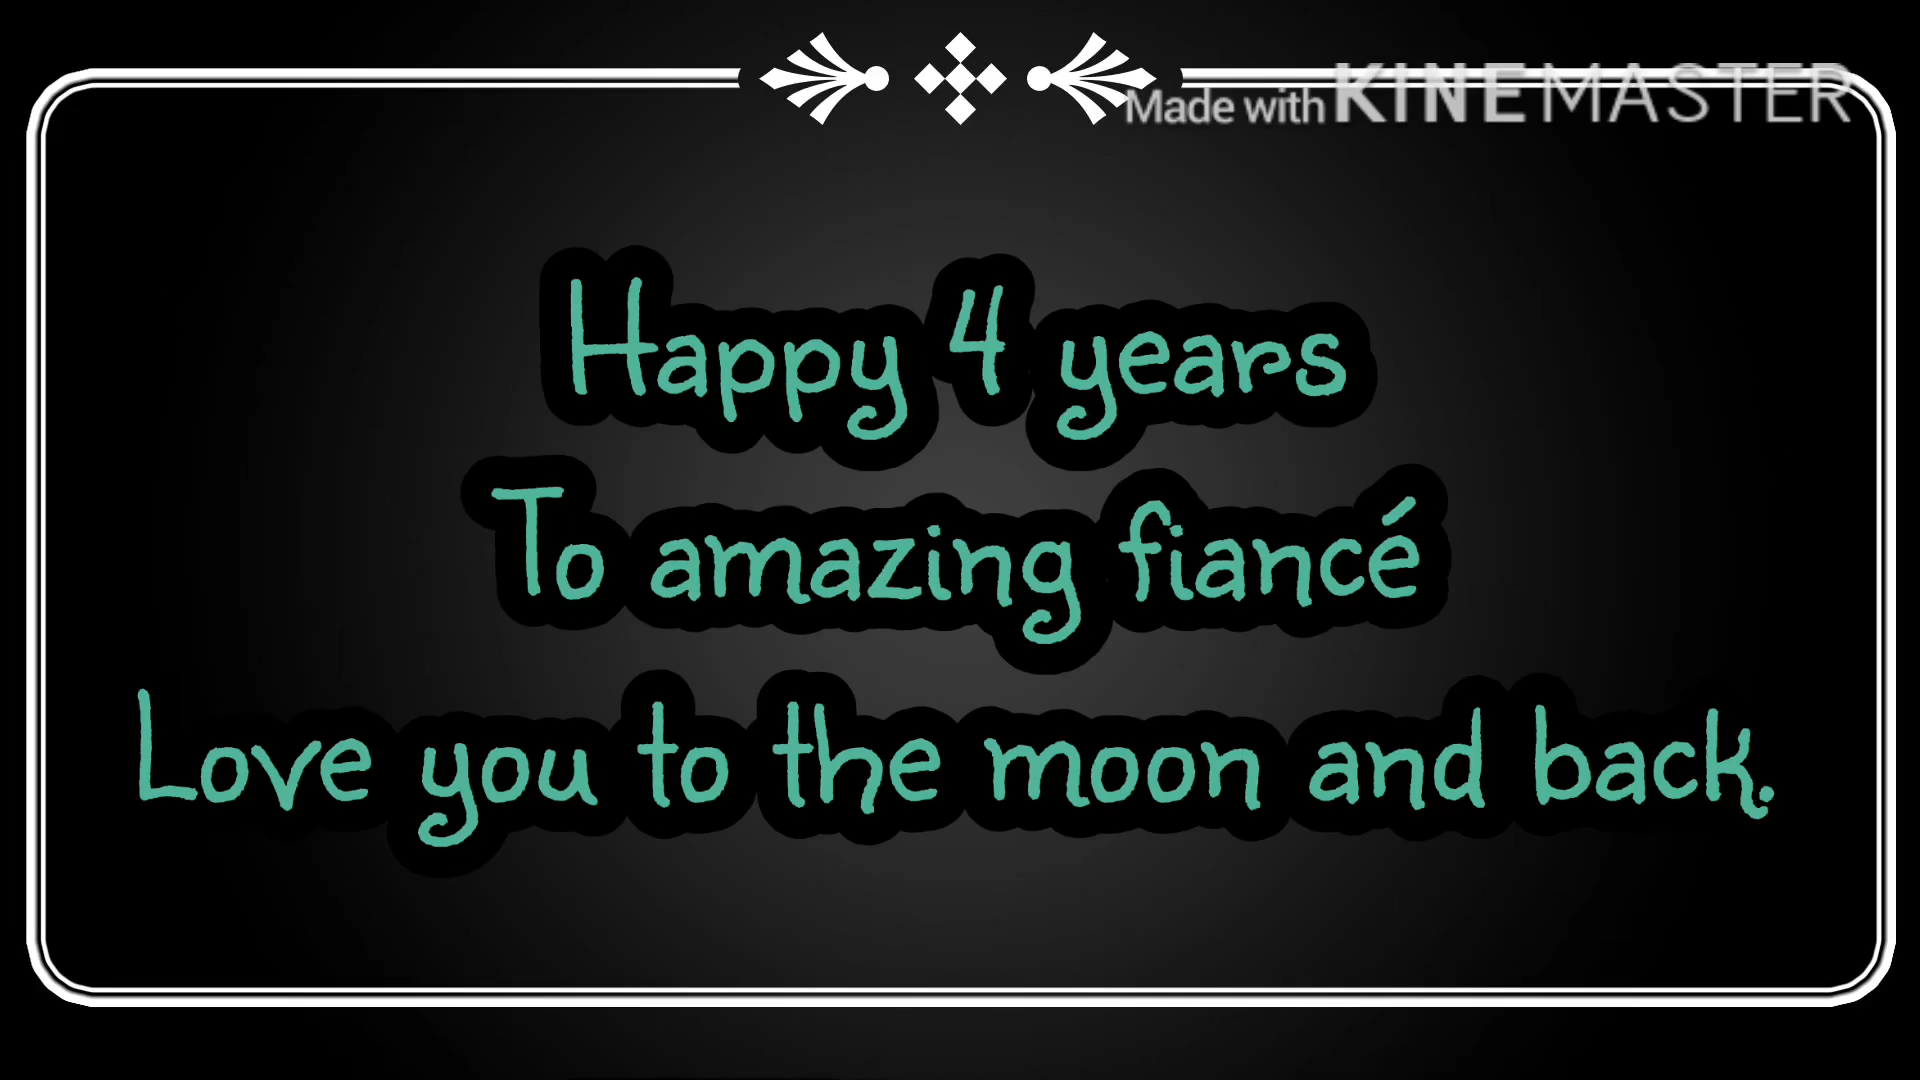 Made with KINEMASTER
Happy 4 years
To amazing fiancé
Love you to the moon and back.